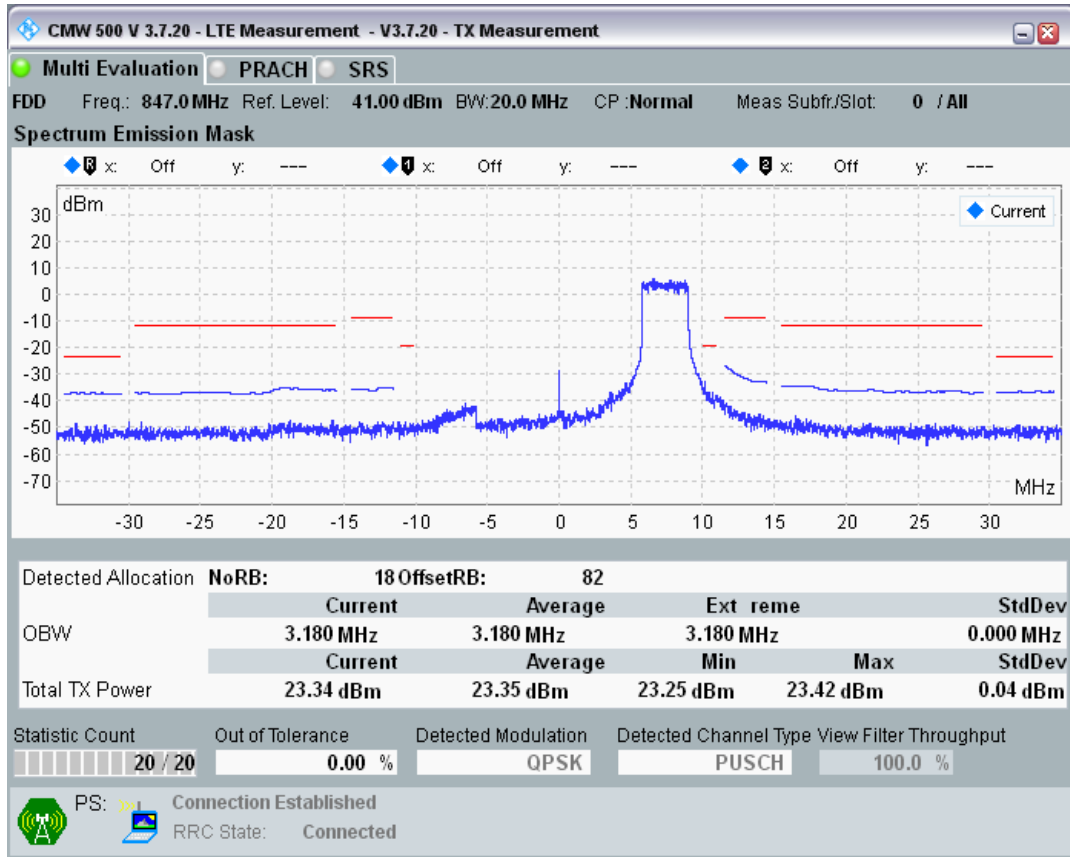 CMW 500 V 3.7.20 - LTE Measurement - V3.7.20 - TX Measurement
Multi Evaluation PRACH SRS
FDD Freq.: 847.0 MHz Ref. Level: 41.00 dBm BW:20.0 MHz CP :Normal Meas Subfr./Slot: 0 / All
Spectrum Emission Mask
R x: Off y: --- 1 x: Off y: --- 2 x: Off y: ---
dBm
Current
30
20
10
0
-10
-20
-30
-40
-50
-60
-70
MHz
-30 -25 -20 -15 -10 -5 0 5 10 15 20 25 30
Detected Allocation NoRB: 18 OffsetRB: 82
Current Average Ext reme StdDev
OBW 3.180 MHz 3.180 MHz 3.180 MHz 0.000 MHz
Current Average Min Max StdDev
Total TX Power 23.34 dBm 23.35 dBm 23.25 dBm 23.42 dBm 0.04 dBm
Statistic Count Out of Tolerance Detected Modulation Detected Channel Type View Filter Throughput
20 / 20 0.00 % QPSK PUSCH 100.0 %
PS: Connection Established
RRC State: Connected